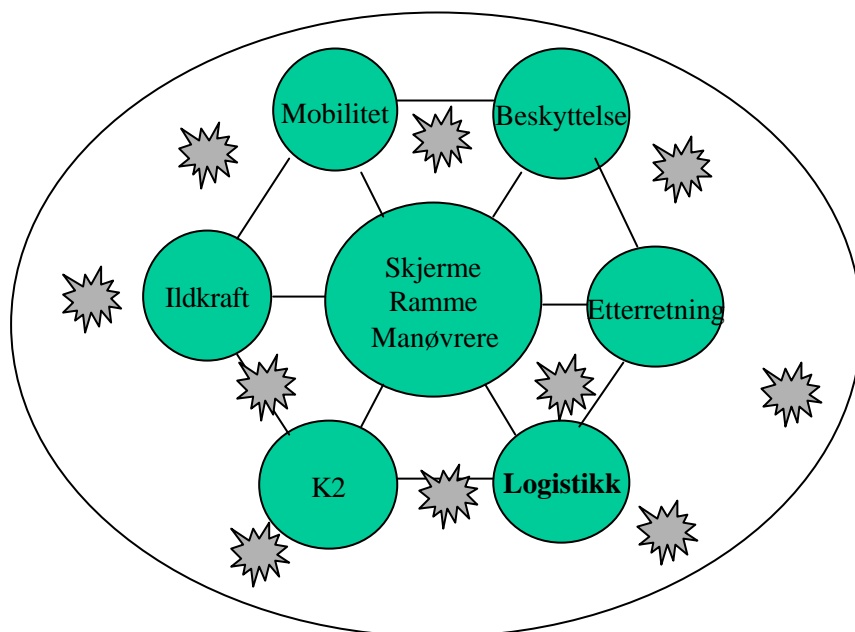 Mobilitet
Beskyttelse
Ildkraft
Skjerme
Ramme
Manøvrere
Etterretning
K2
Logistikk